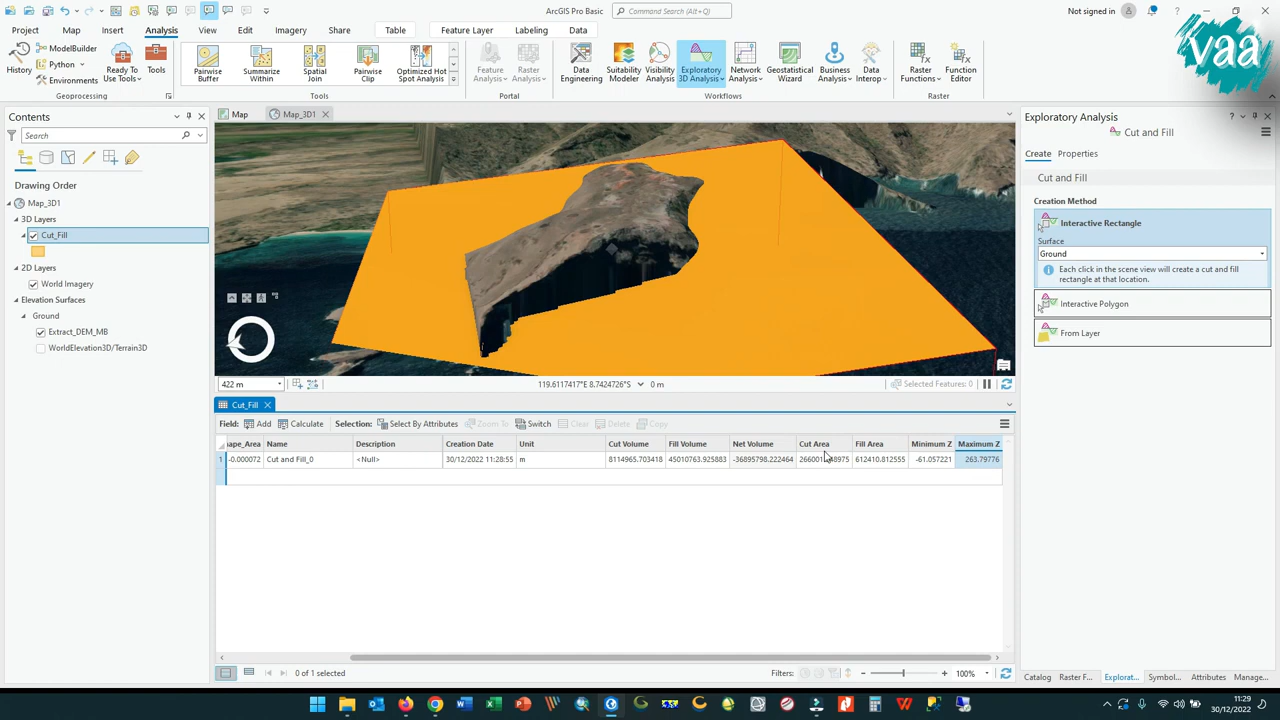 ArcGIS Pro Basic
Command Search (Alt+Q)
Not signed in
vaa
Project
Map
Insert
Analysis
View
Edit
Imagery
Share
Table
Feature Layer
Labeling
Data
History
ModelBuilder
Python
Environments
Ready To Use Tools
Tools
Geoprocessing
Pairwise Buffer
Summarize Within
Spatial Join
Pairwise Clip
Optimized Hot Spot Analysis
Tools
Feature Analysis
Raster Analysis
Portal
Data Engineering
Suitability Modeler
Visibility Analysis
Exploratory 3D Analysis
Network Analysis
Geostatistical Wizard
Business Analysis
Data Interop
Workflows
Raster Functions
Function Editor
Raster
Contents
Search
Drawing Order
Map_3D1
3D Layers
Cut_Fill
2D Layers
World Imagery
Elevation Surfaces
Ground
Extract_DEM_MB
WorldElevation3D/Terrain3D
Map
Map_3D1
422 m
119.6117417°E 8.7424726°S
0 m
Selected Features: 0
Cut_Fill
Field:
Add
Calculate
Selection:
Select By Attributes
Zoom To
Switch
Clear
Delete
Copy
ape_Area Name Description Creation Date Unit Cut Volume Fill Volume Net Volume Cut Area Fill Area Minimum Z Maximum Z
1 -0.000072 Cut and Fill_0 <Null> 30/12/2022 11:28:55 m 8114965.703418 45010763.925883 -36895798.222464 612410.812555 -61.057221 263.79776
0 of 1 selected
Filters:
100%
Exploratory Analysis
Cut and Fill
Create
Properties
Cut and Fill
Creation Method
Interactive Rectangle
Surface
Ground
Each click in the scene view will create a cut and fill
rectangle at that location.
Interactive Polygon
From Layer
Catalog
Raster F...
Explorat...
Symbol...
Attributes
Manage...
11:29
30/12/2022